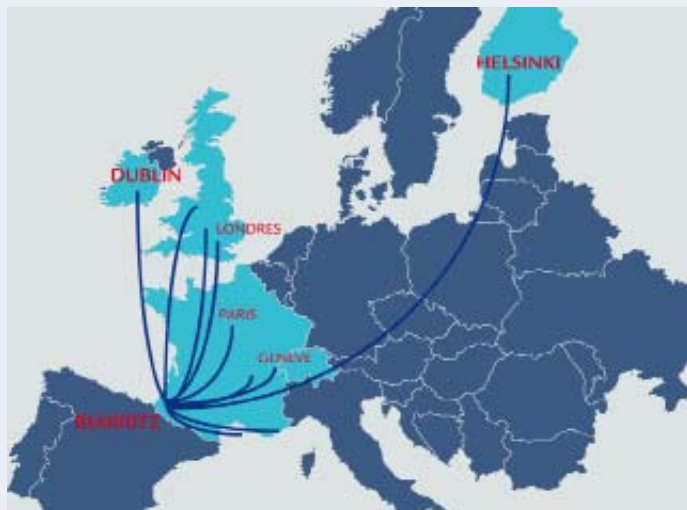 HELSINKI
DUBLIN
LONDRES
PARIS
GENEVE
BIARRITZ